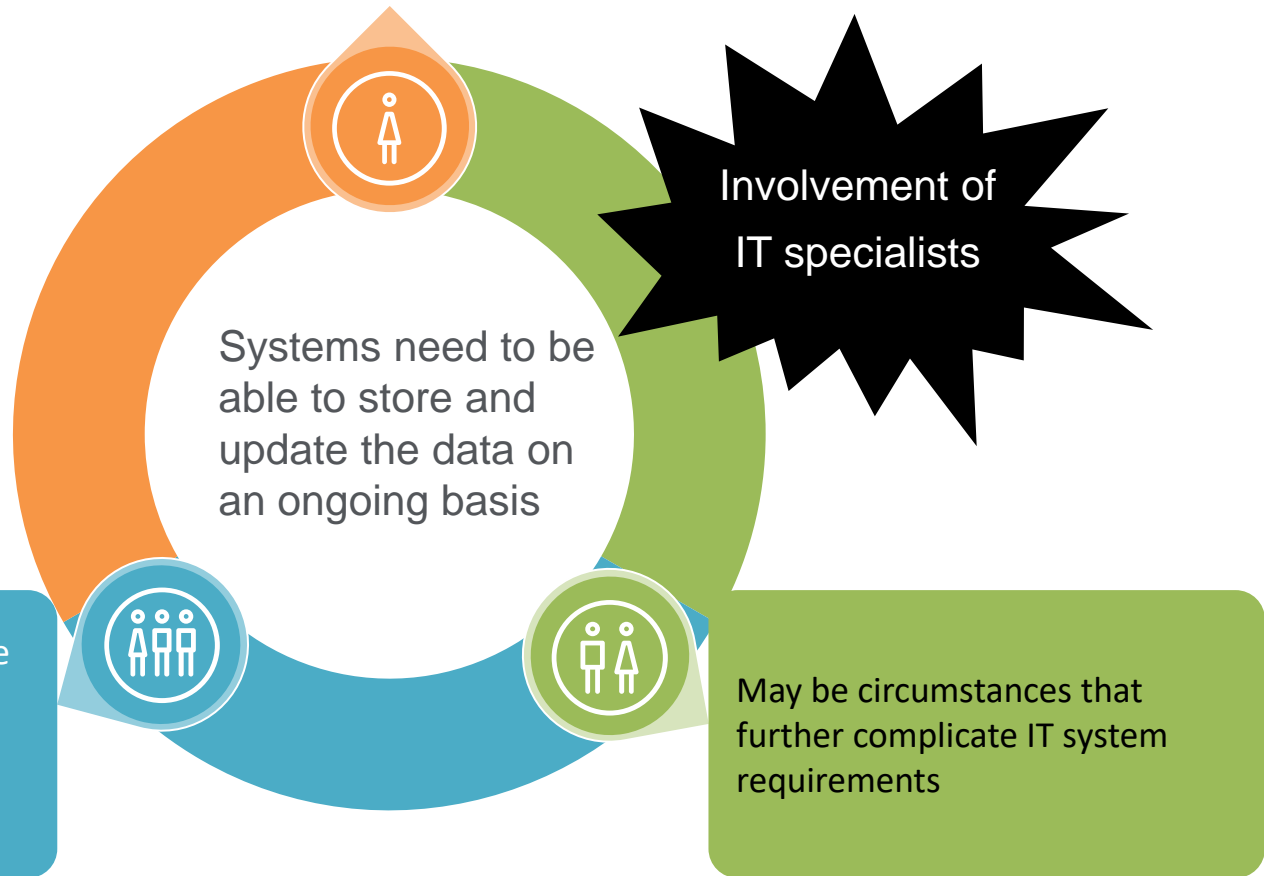 Involvement of
IT specialists
Systems need to be
able to store and
update the data on
an ongoing basis
May be circumstances that
further complicate IT system
requirements